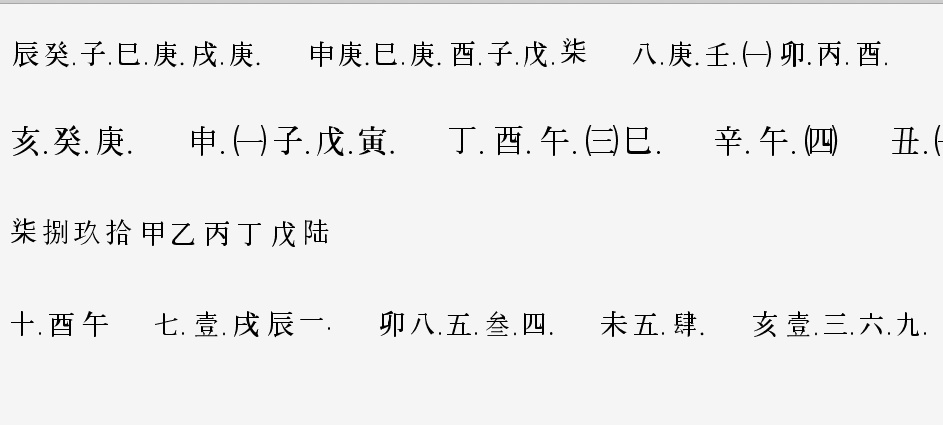 辰癸.子.巳.庚.戌.庚. 申庚.巳.庚.酉.子.戊.柒 八.庚.壬.㈠卯.丙.酉.
亥.癸.庚. 申.㈠子.戊.寅. 丁.酉.午.㈢巳. 辛.午.㈣ 丑.
柒捌玖拾甲乙丙丁戊陆
十.酉午 七.壹.戌辰一. 卯八.五.叁.四. 未五.肆. 亥壹.三.六.九.